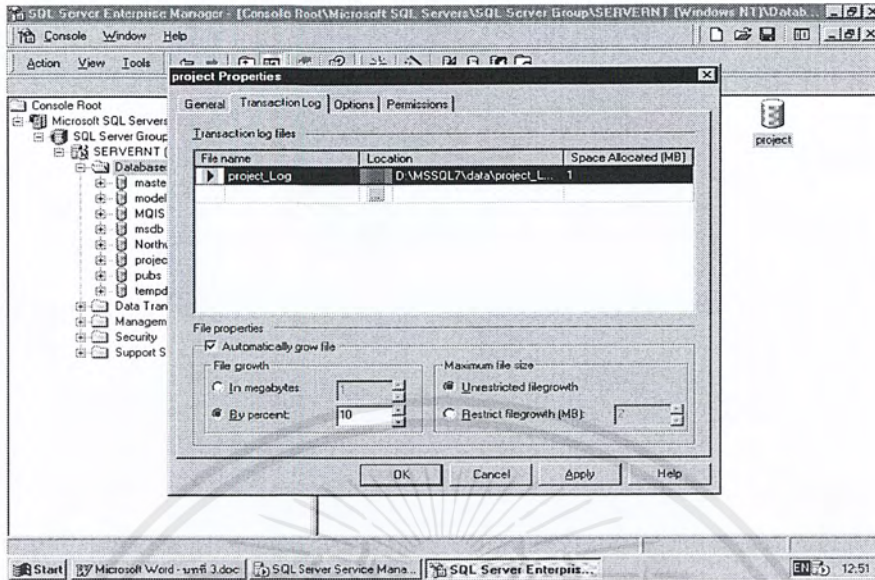 SQL Server Enterprise Manager - [Console Root\Microsoft SQL Servers\SQL Server Group\SERVERNT (Windows NT)\Datab...
Console Window Help
Action View Tools
project Properties
General Transaction Log Options Permissions
Transaction log files
File name Location Space Allocated (MB)
project_Log D:\MSSQL7\data\project_L... 1
File properties
Automatically grow file
File growth
In megabytes: 1
By percent: 10
Maximum file size
Unrestricted filegrowth
Restrict filegrowth (MB): 2
OK Cancel Apply Help
Console Root
Microsoft SQL Servers
SQL Server Group
SERVERNT (
Database
maste
model
MQIS
msdb
Northw
projec
pubs
tempd
Data Tran
Managem
Security
Support S
project
Start Microsoft Word - บทที่ 3.doc SQL Server Service Mana... SQL Server Enterpris... EN 12:51